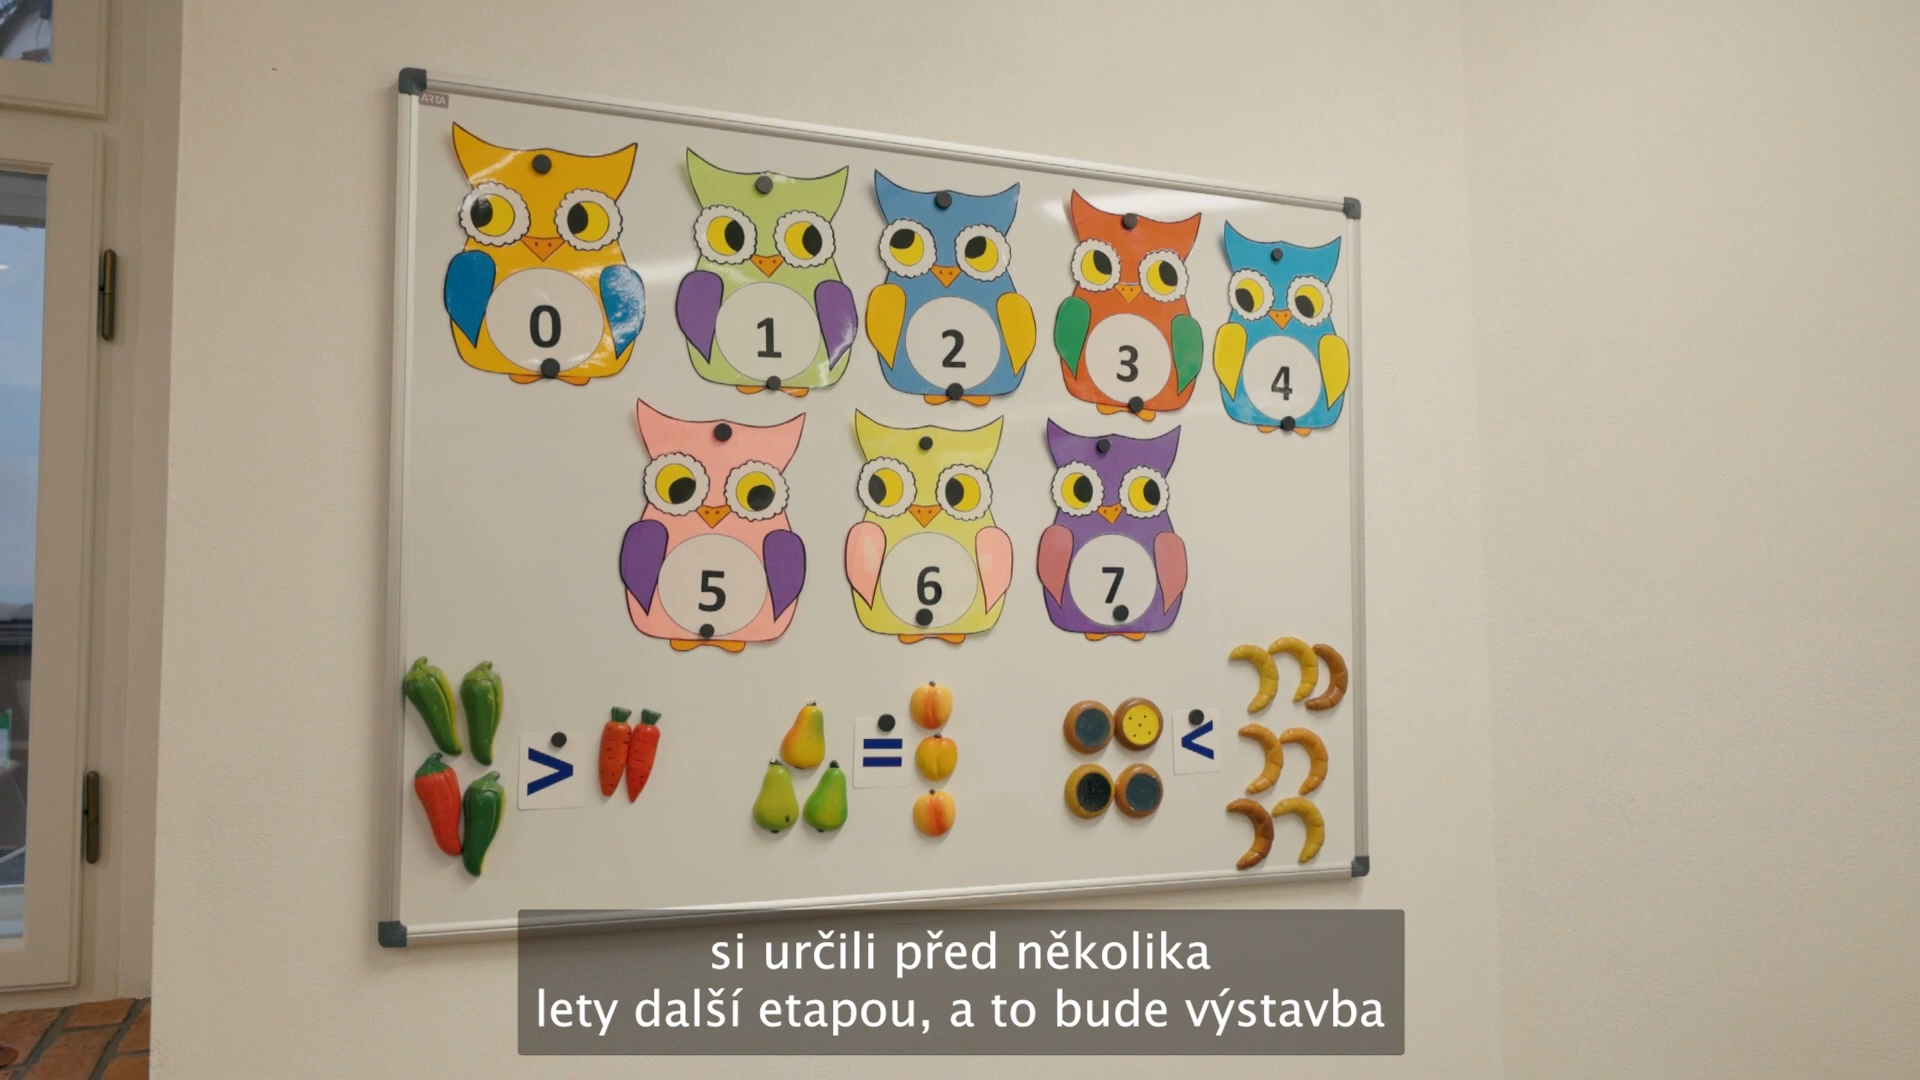 ARTA
0
1
2
3
4
5
6
7
> = <
si určili před několika
lety další etapou, a to bude výstavba